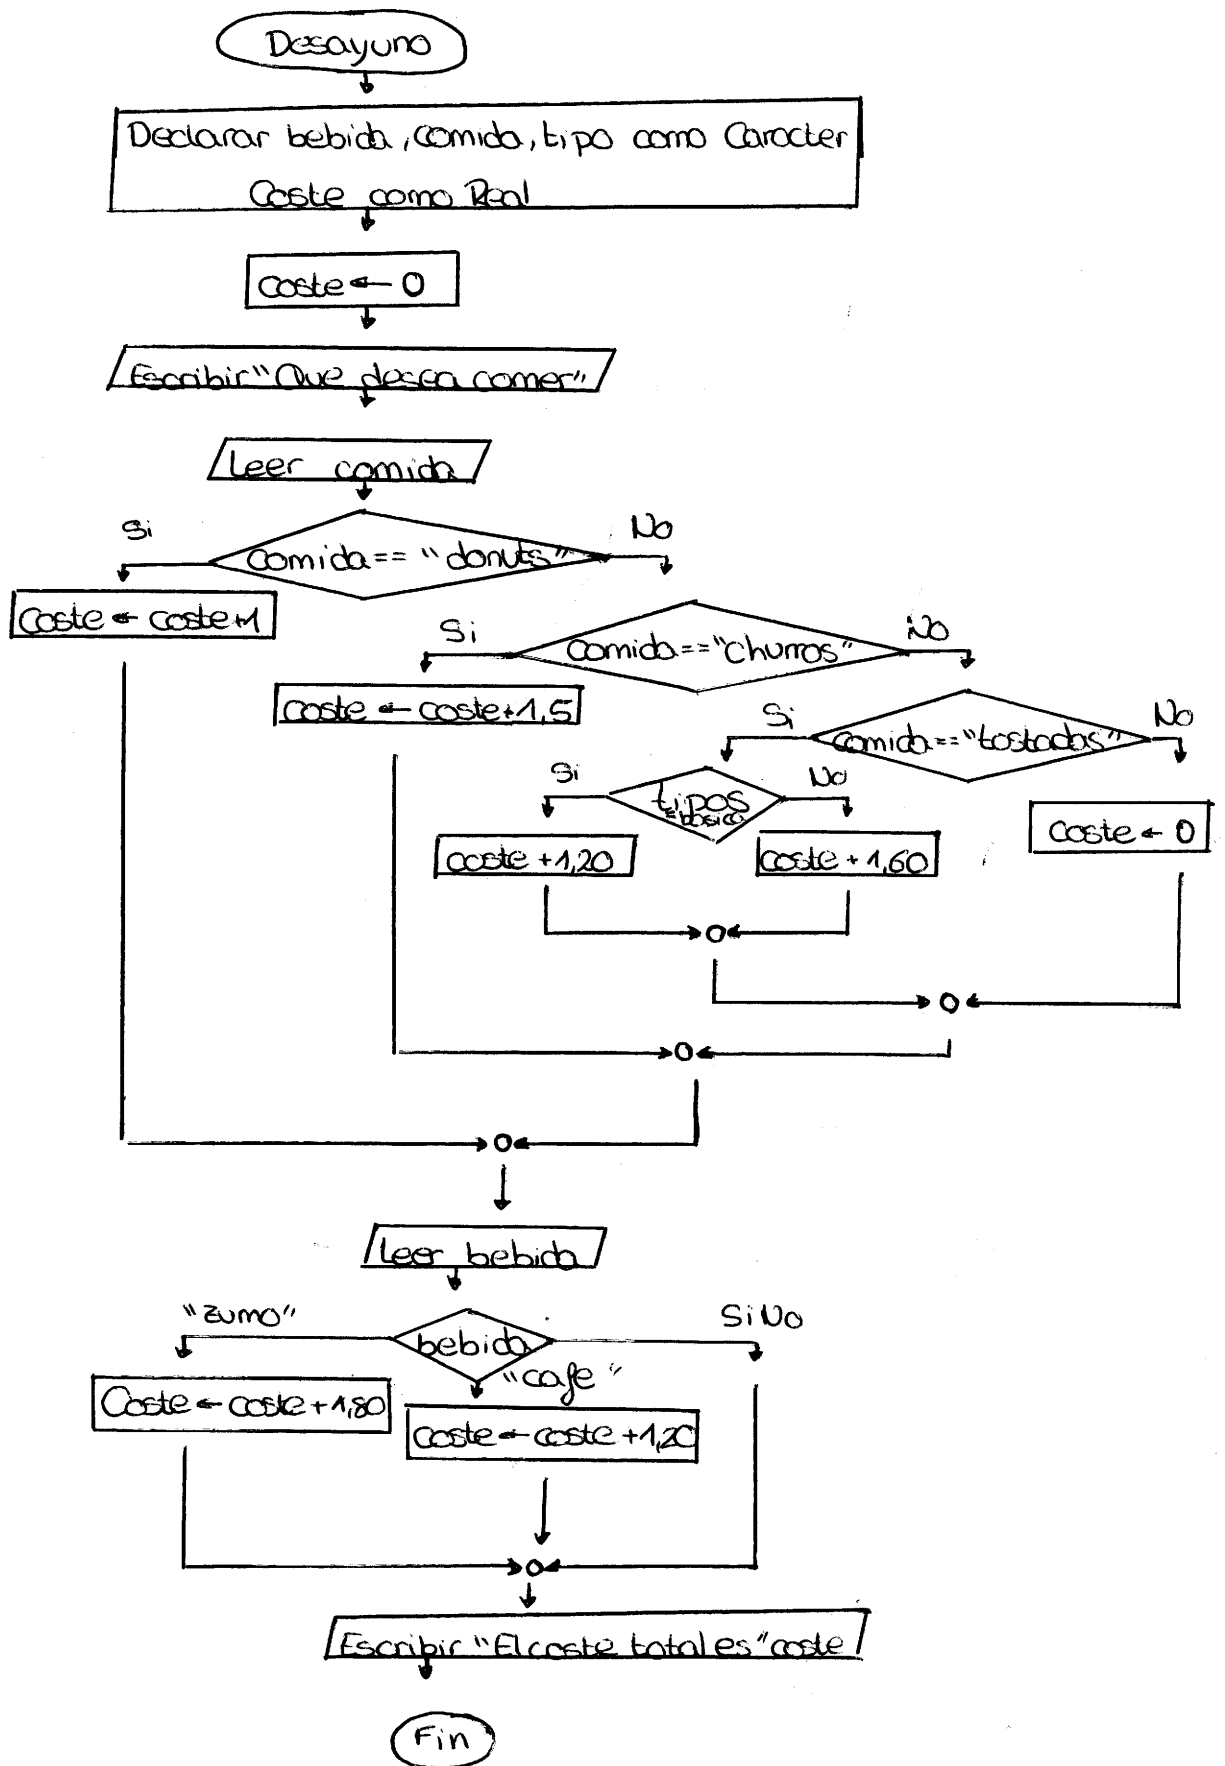 Desayuno
Declarar bebida, comida, tipo como Caracter
Coste como Real
coste ← 0
Escribir "Que desea comer"
Leer comida
Si
No
comida == "donuts"
coste ← coste+1
Si
No
comida == "churros"
coste ← coste+1,5
Si
No
comida == "tostadas"
Si
No
tipos
= basica
coste ← 0
coste +1,20
coste + 1,60
Leer bebida
"zumo"
SiNo
bebida
"cafe"
Coste ← coste + 1,80
coste ← coste + 1,20
Escribir "El coste total es" coste
Fin